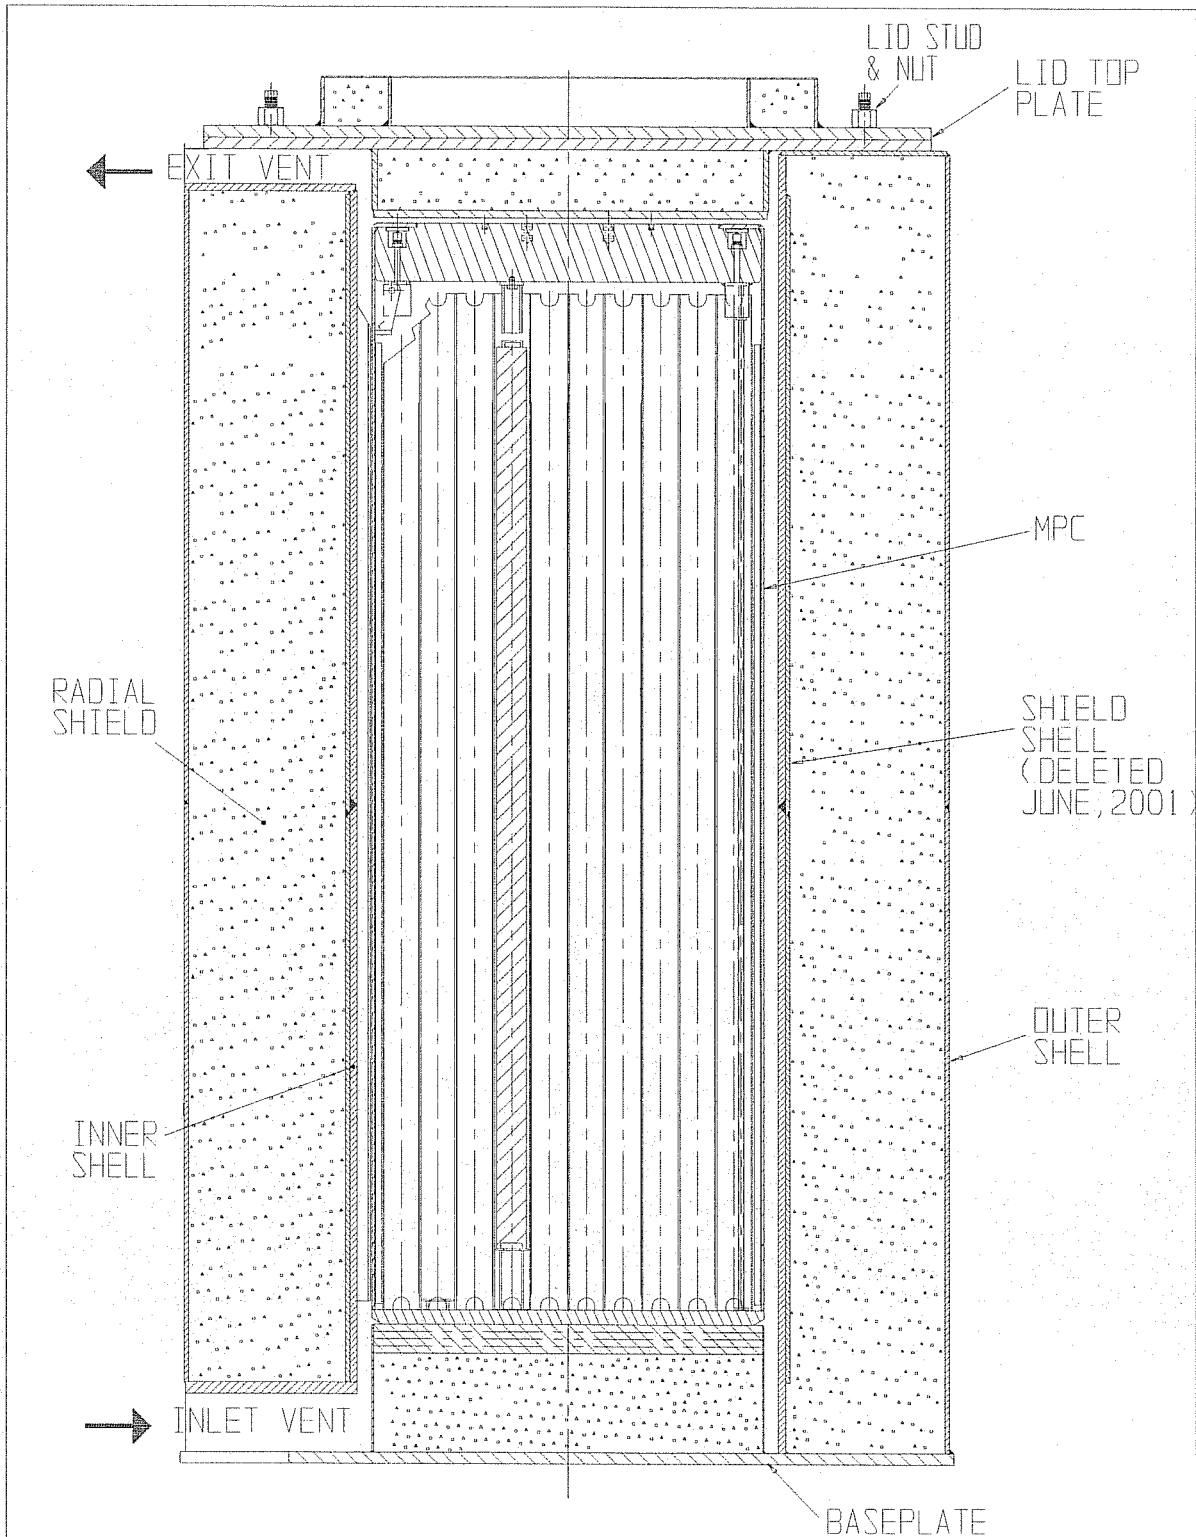 LID STUD
& NUT
LID TOP
PLATE
EXIT VENT
MPC
RADIAL
SHIELD
SHIELD
SHELL
(DELETED
JUNE, 2001)
OUTER
SHELL
INNER
SHELL
INLET VENT
BASEPLATE